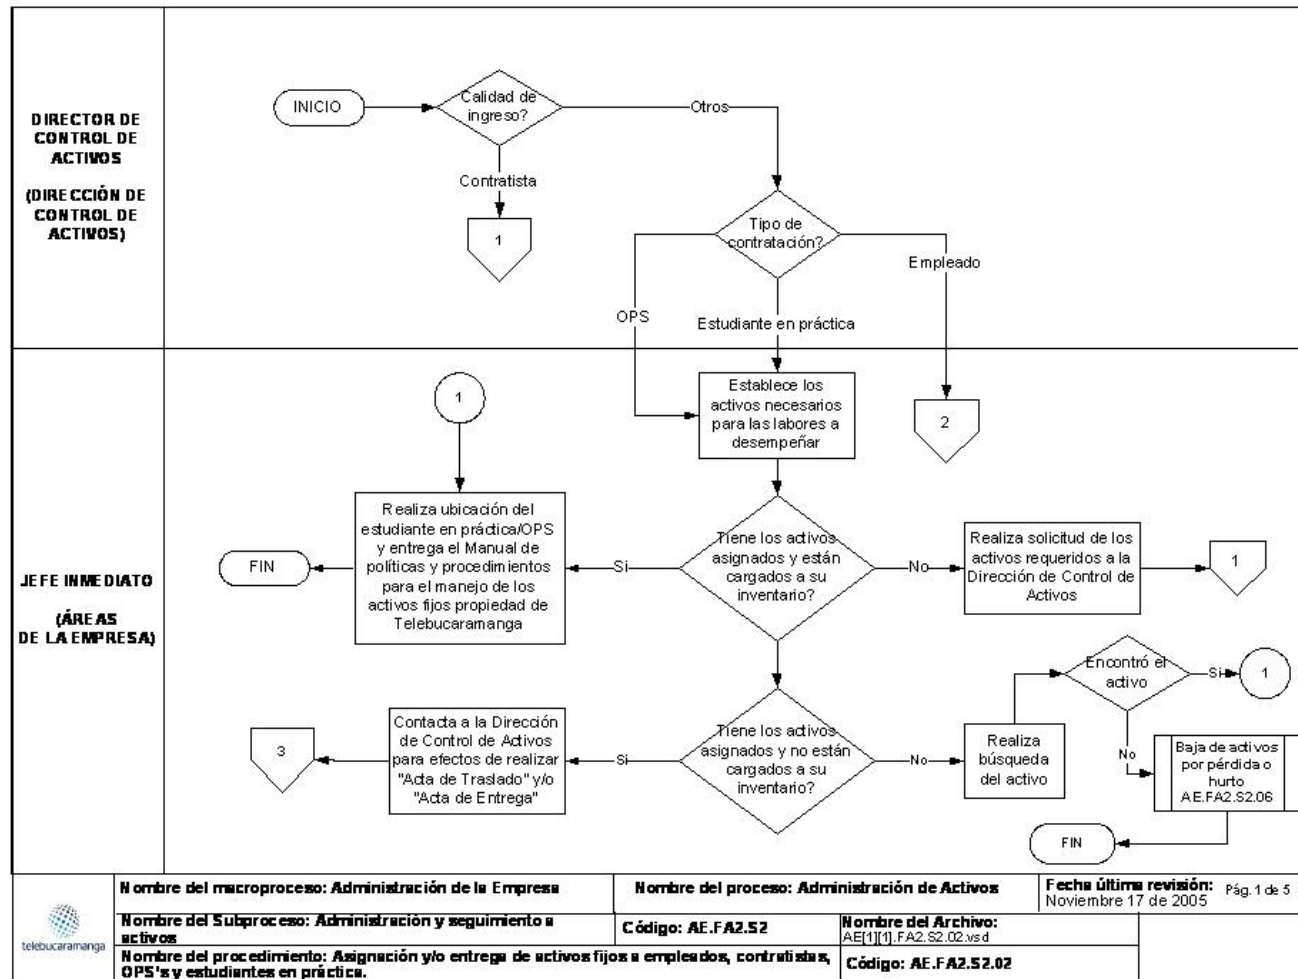 DIRECTOR DE
CONTROL DE
ACTIVOS
(DIRECCIÓN DE
CONTROL DE
ACTIVOS)
INICIO
Calidad de
ingreso?
Otros
Contratista
1
Tipo de
contratación?
Empleado
OPS
Estudiante en práctica
JEFE INMEDIATO
(ÁREAS
DE LA EMPRESA)
1
Establece los
activos necesarios
para las labores a
desempeñar
2
FIN
Realiza ubicación del
estudiante en práctica/OPS
y entrega el Manual de
políticas y procedimientos
para el manejo de los
activos fijos propiedad de
Telebucaramanga
Si
Tiene los activos
asignados y están
cargados a su
inventario?
No
Realiza solicitud de los
activos requeridos a la
Dirección de Control de
Activos
1
3
Contacta a la Dirección
de Control de Activos
para efectos de realizar
"Acta de Traslado" y/o
"Acta de Entrega"
Si
Tiene los activos
asignados y no están
cargados a su
inventario?
No
Realiza
búsqueda
del activo
Encontró el
activo
Si
1
No
Baja de activos
por pérdida o
hurto
AE.FA2.S2.06
FIN
telebucaramanga
Nombre del macroproceso: Administración de la Empresa
Nombre del proceso: Administración de Activos
Fecha última revisión:
Noviembre 17 de 2005
Pág. 1 de 5
Nombre del Subproceso: Administración y seguimiento a
activos
Código: AE.FA2.S2
Nombre del Archivo:
AE[1][1].FA2.S2.02.vsd
Nombre del procedimiento: Asignación y/o entrega de activos fijos a empleados, contratistas,
OPS's y estudiantes en práctica.
Código: AE.FA2.S2.02